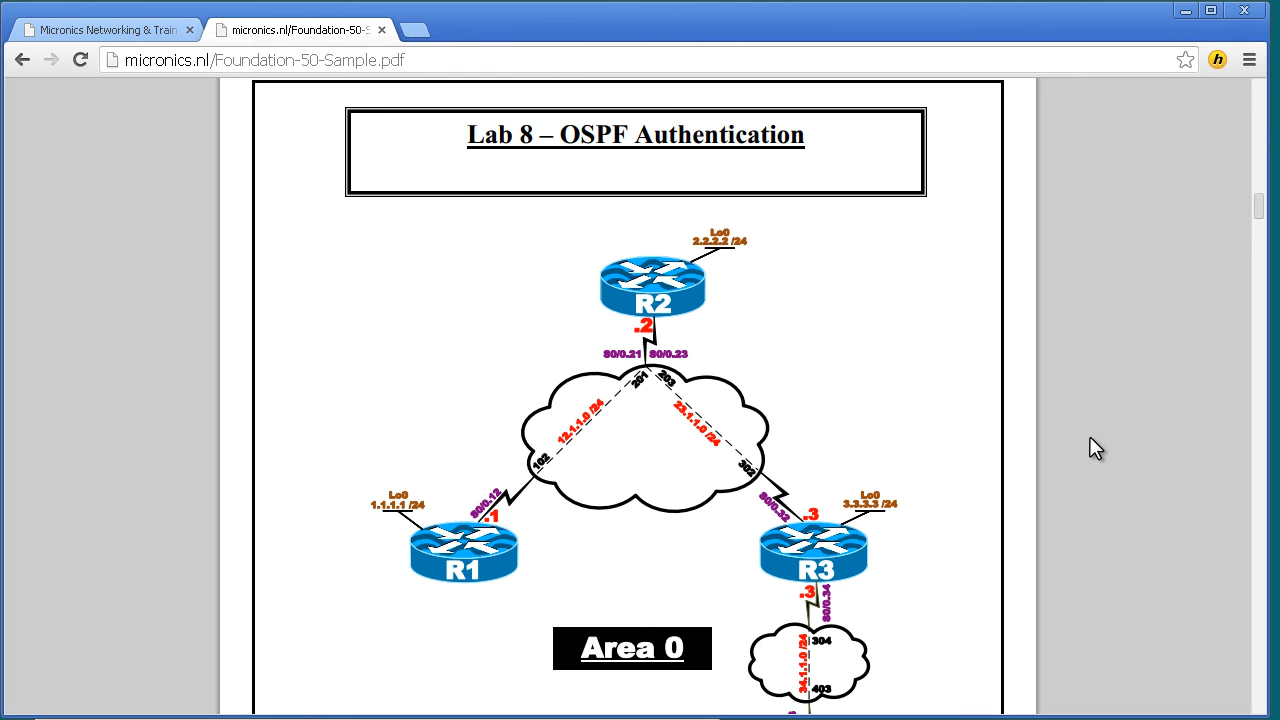 Micronics Networking & Train
micronics.nl/Foundation-50-S
micronics.nl/Foundation-50-Sample.pdf
h
Lab 8 – OSPF Authentication
Lo0
2.2.2.2 /24
R2
.2
S0/0.21 S0/0.23
201 203
12.1.1.0 /24
23.1.1.0 /24
102
302
Lo0
1.1.1.1 /24
S0/0.12
.1
S0/0.32
.3
Lo0
3.3.3.3 /24
R1
R3
.3
S0/0.34
Area 0
304
34.1.1.0 /24
403